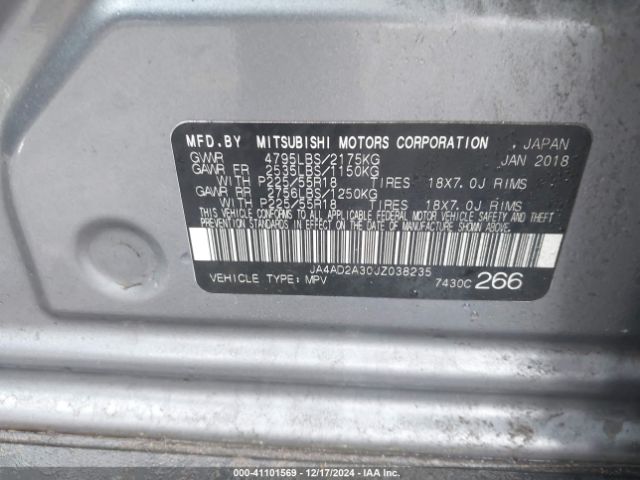 MFD.BY MITSUBISHI MOTORS CORPORATION , JAPAN
GVWR 4795LBS/2175KG JAN 2018
GAWR FR 2535LBS/1150KG
WITH P225/55R18 TIRES 18X7.0J RIMS
GAWR RR 2756LBS/1250KG
WITH P225/55R18 TIRES 18X7.0J RIMS
THIS VEHICLE CONFORMS TO ALL APPLICABLE FEDERAL MOTOR VEHICLE SAFETY AND THEFT
PREVENTION STANDARDS IN EFFECT ON THE DATE OF MANUFACTURE SHOWN ABOVE.
JA4AD2A30JZ038235
VEHICLE TYPE: MPV 7430C 266
000-41101569 - 12/17/2024 - IAA Inc.